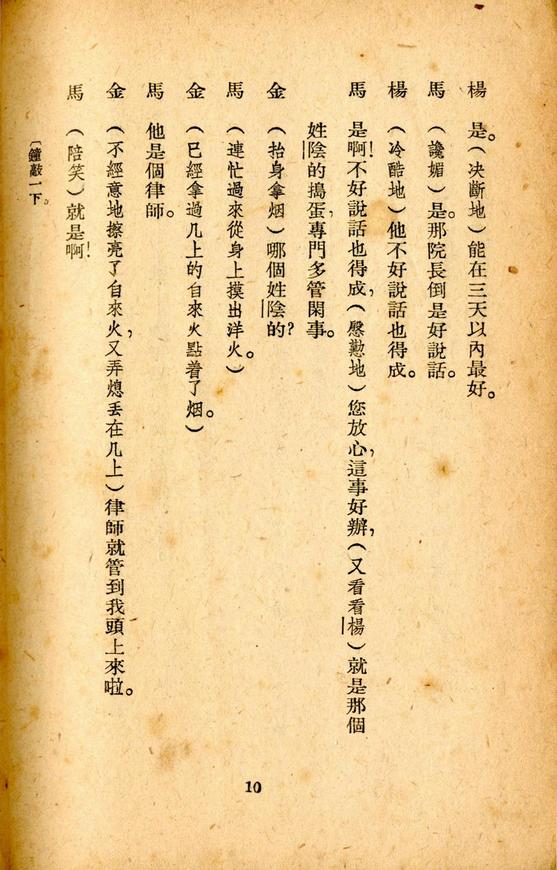 楊 是。(決斷地)能在三天以內最好。
馬 (讒媚)是。那院長倒是好說話。
楊 (冷酷地)他不好說話也得成。
馬 是啊!不好說話也得成,(慇懃地)您放心,這事好辦,(又看看楊)就是那個
姓陰的搗蛋,專門多管閑事。
金 (抬身拿烟)哪個姓陰的?
馬 (連忙過來從身上摸出洋火。)
金 (已經拿過几上的自來火點着了烟。)
馬 他是個律師。
金 (不經意地擦亮了自來火,又弄熄丢在几上)律師就管到我頭上來啦。
馬 (陪笑)就是啊!
〔鐘敲一下。
10